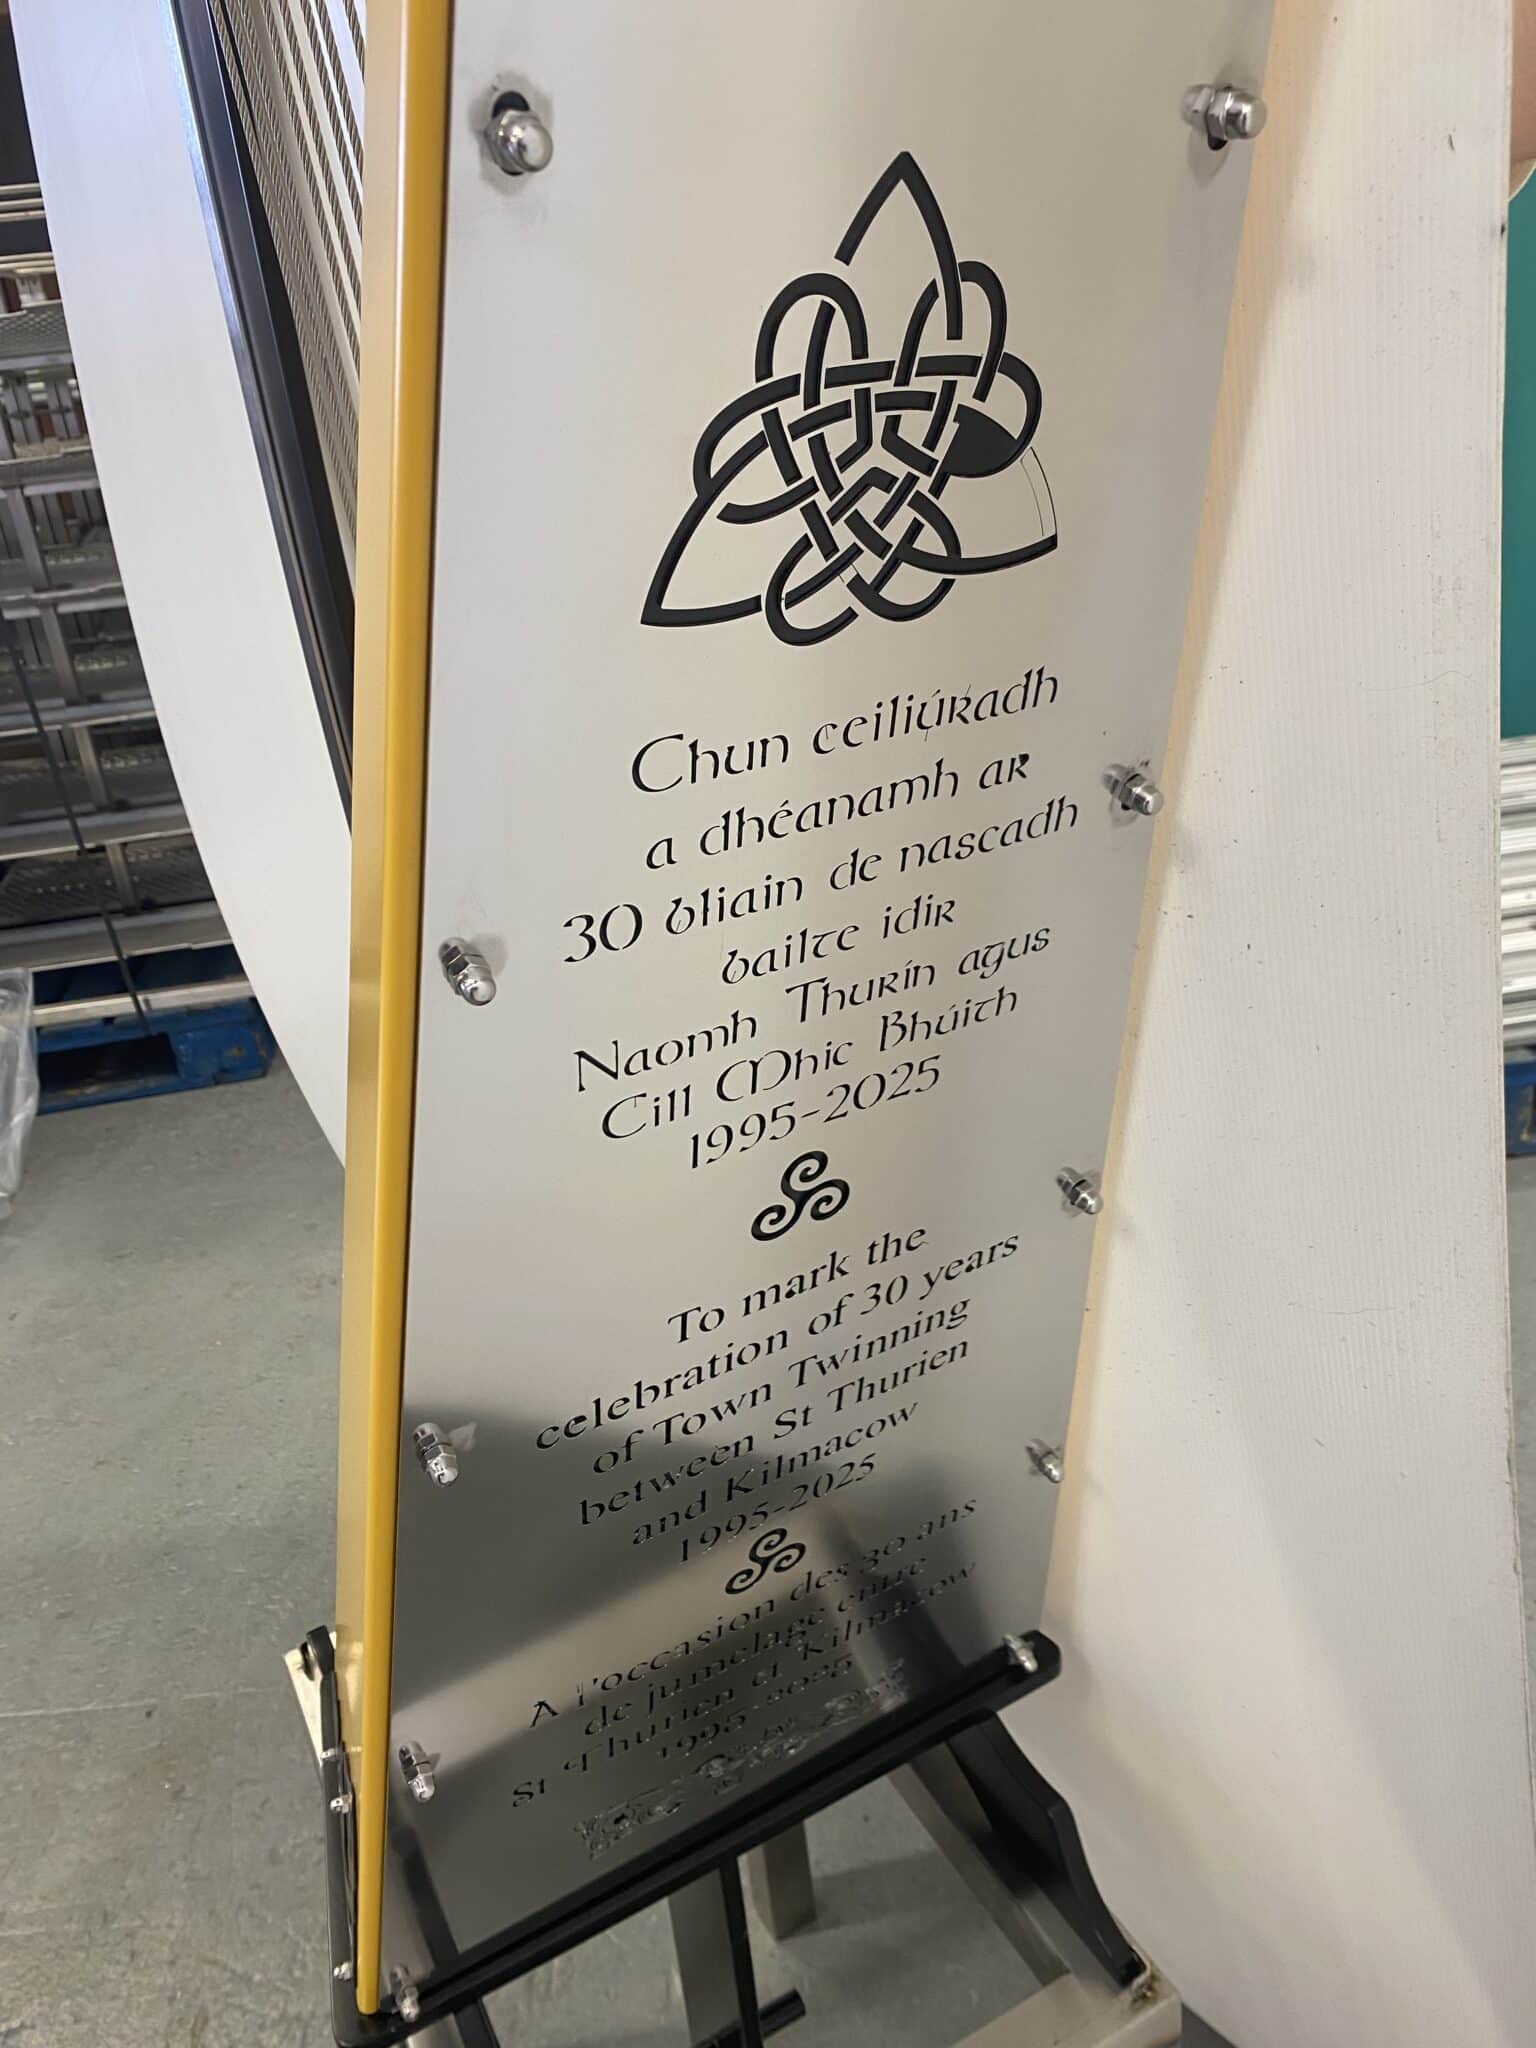 Chun ceiliúradh
a dhéanamh ar
30 bliain de nascadh
bailte idir
Naomh Thurín agus
Cill Mhic Bhúith
1995-2025
To mark the
celebration of 30 years
of Town Twinning
between St Thurien
and Kilmacow
1995-2025
A l'occasion des 30 ans
de jumelage entre
St Thurien et Kilmacow
1995-2025